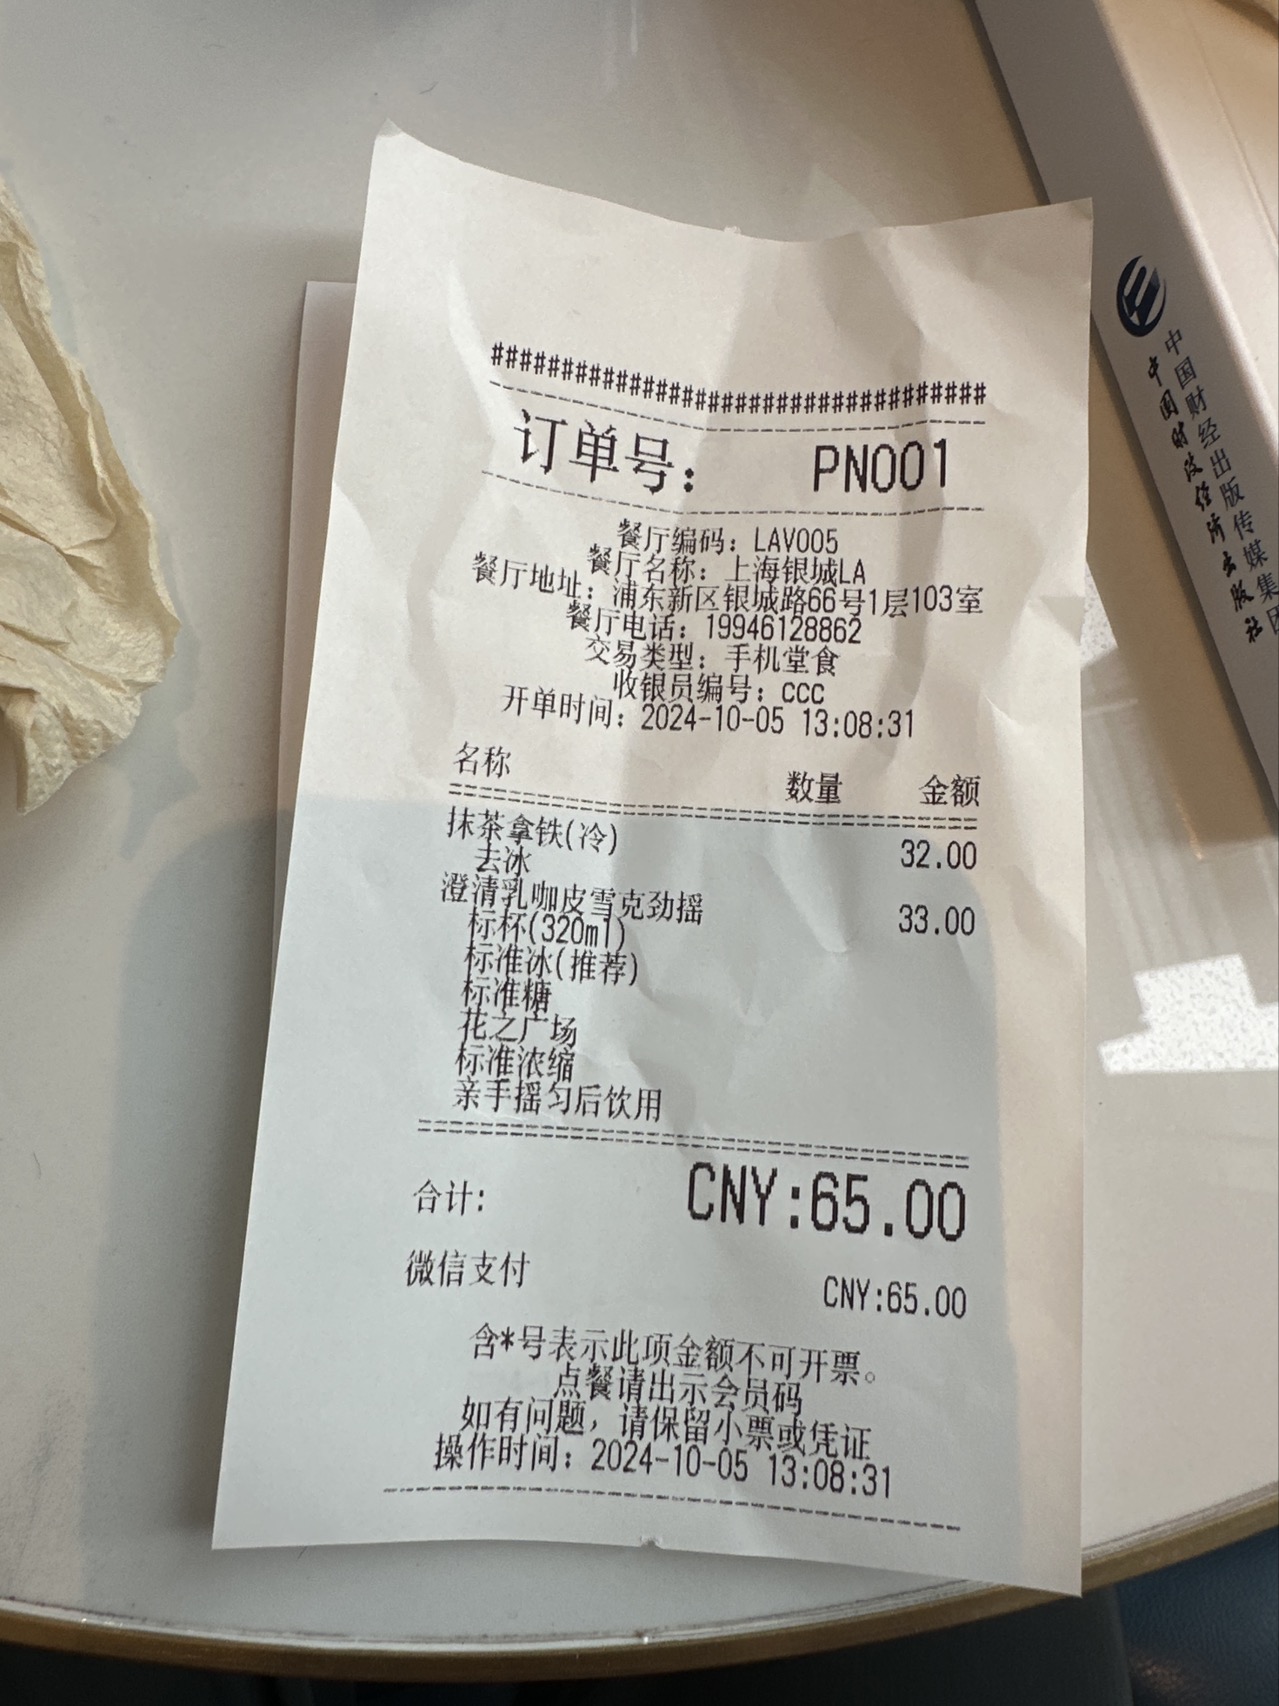 ######################################
订单号： PN001
餐厅编码：LAV005
餐厅名称：上海银城LA
餐厅地址：浦东新区银城路66号1层103室
餐厅电话：19946128862
交易类型：手机堂食
收银员编号：ccc
开单时间：2024-10-05 13:08:31
名称 数量 金额
抹茶拿铁(冷) 32.00
去冰
澄清乳咖皮雪克劲摇 33.00
标杯(320ml)
标准冰(推荐)
标准糖
花之广场
标准浓缩
亲手摇匀后饮用
合计: CNY:65.00
微信支付 CNY:65.00
含*号表示此项金额不可开票。
点餐请出示会员码
如有问题，请保留小票或凭证
操作时间：2024-10-05 13:08:31
中国财经出版传媒集团
中国财政经济出版社